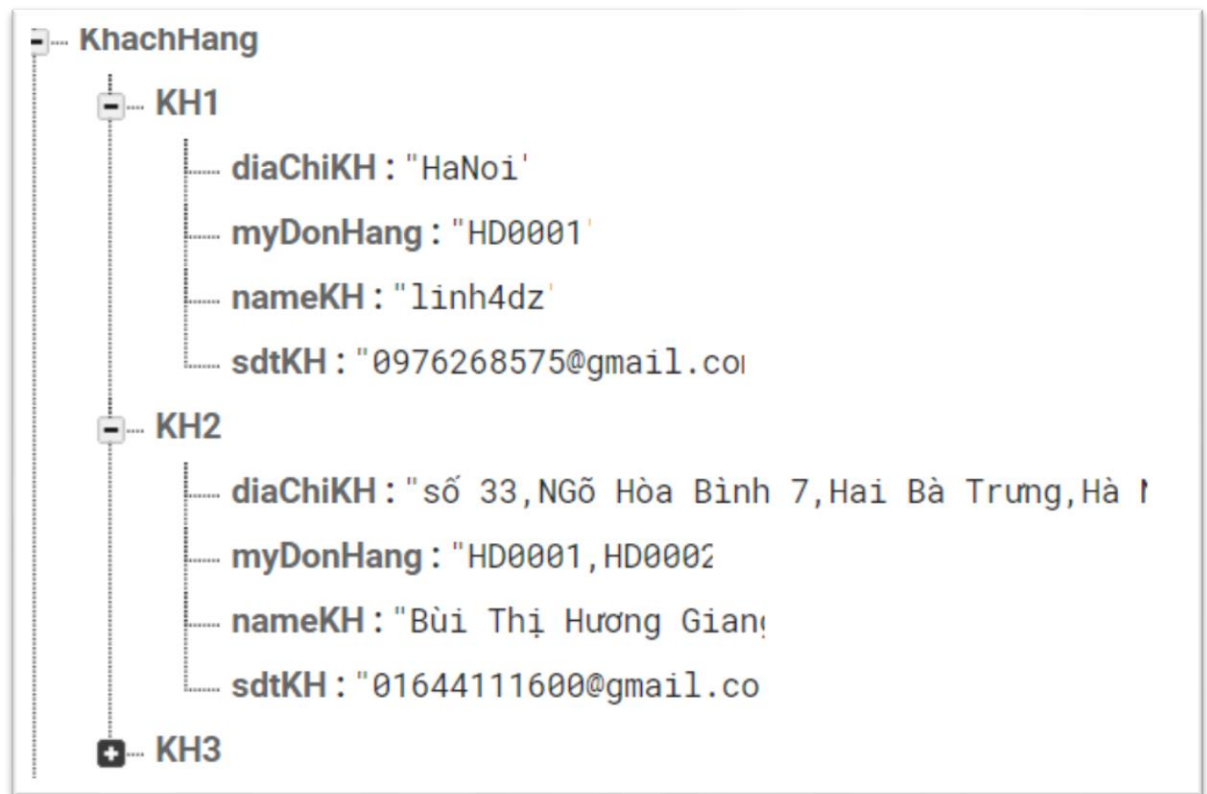 KhachHang
KH1
diaChiKH : "HaNoi"
myDonHang : "HD0001"
nameKH : "linh4dz"
sdtKH : "0976268575@gmail.co
KH2
diaChiKH : "số 33,NGõ Hòa Bình 7,Hai Bà Trưng,Hà
myDonHang : "HD0001,HD0002
nameKH : "Bùi Thị Hương Giang
sdtKH : "01644111600@gmail.co
KH3